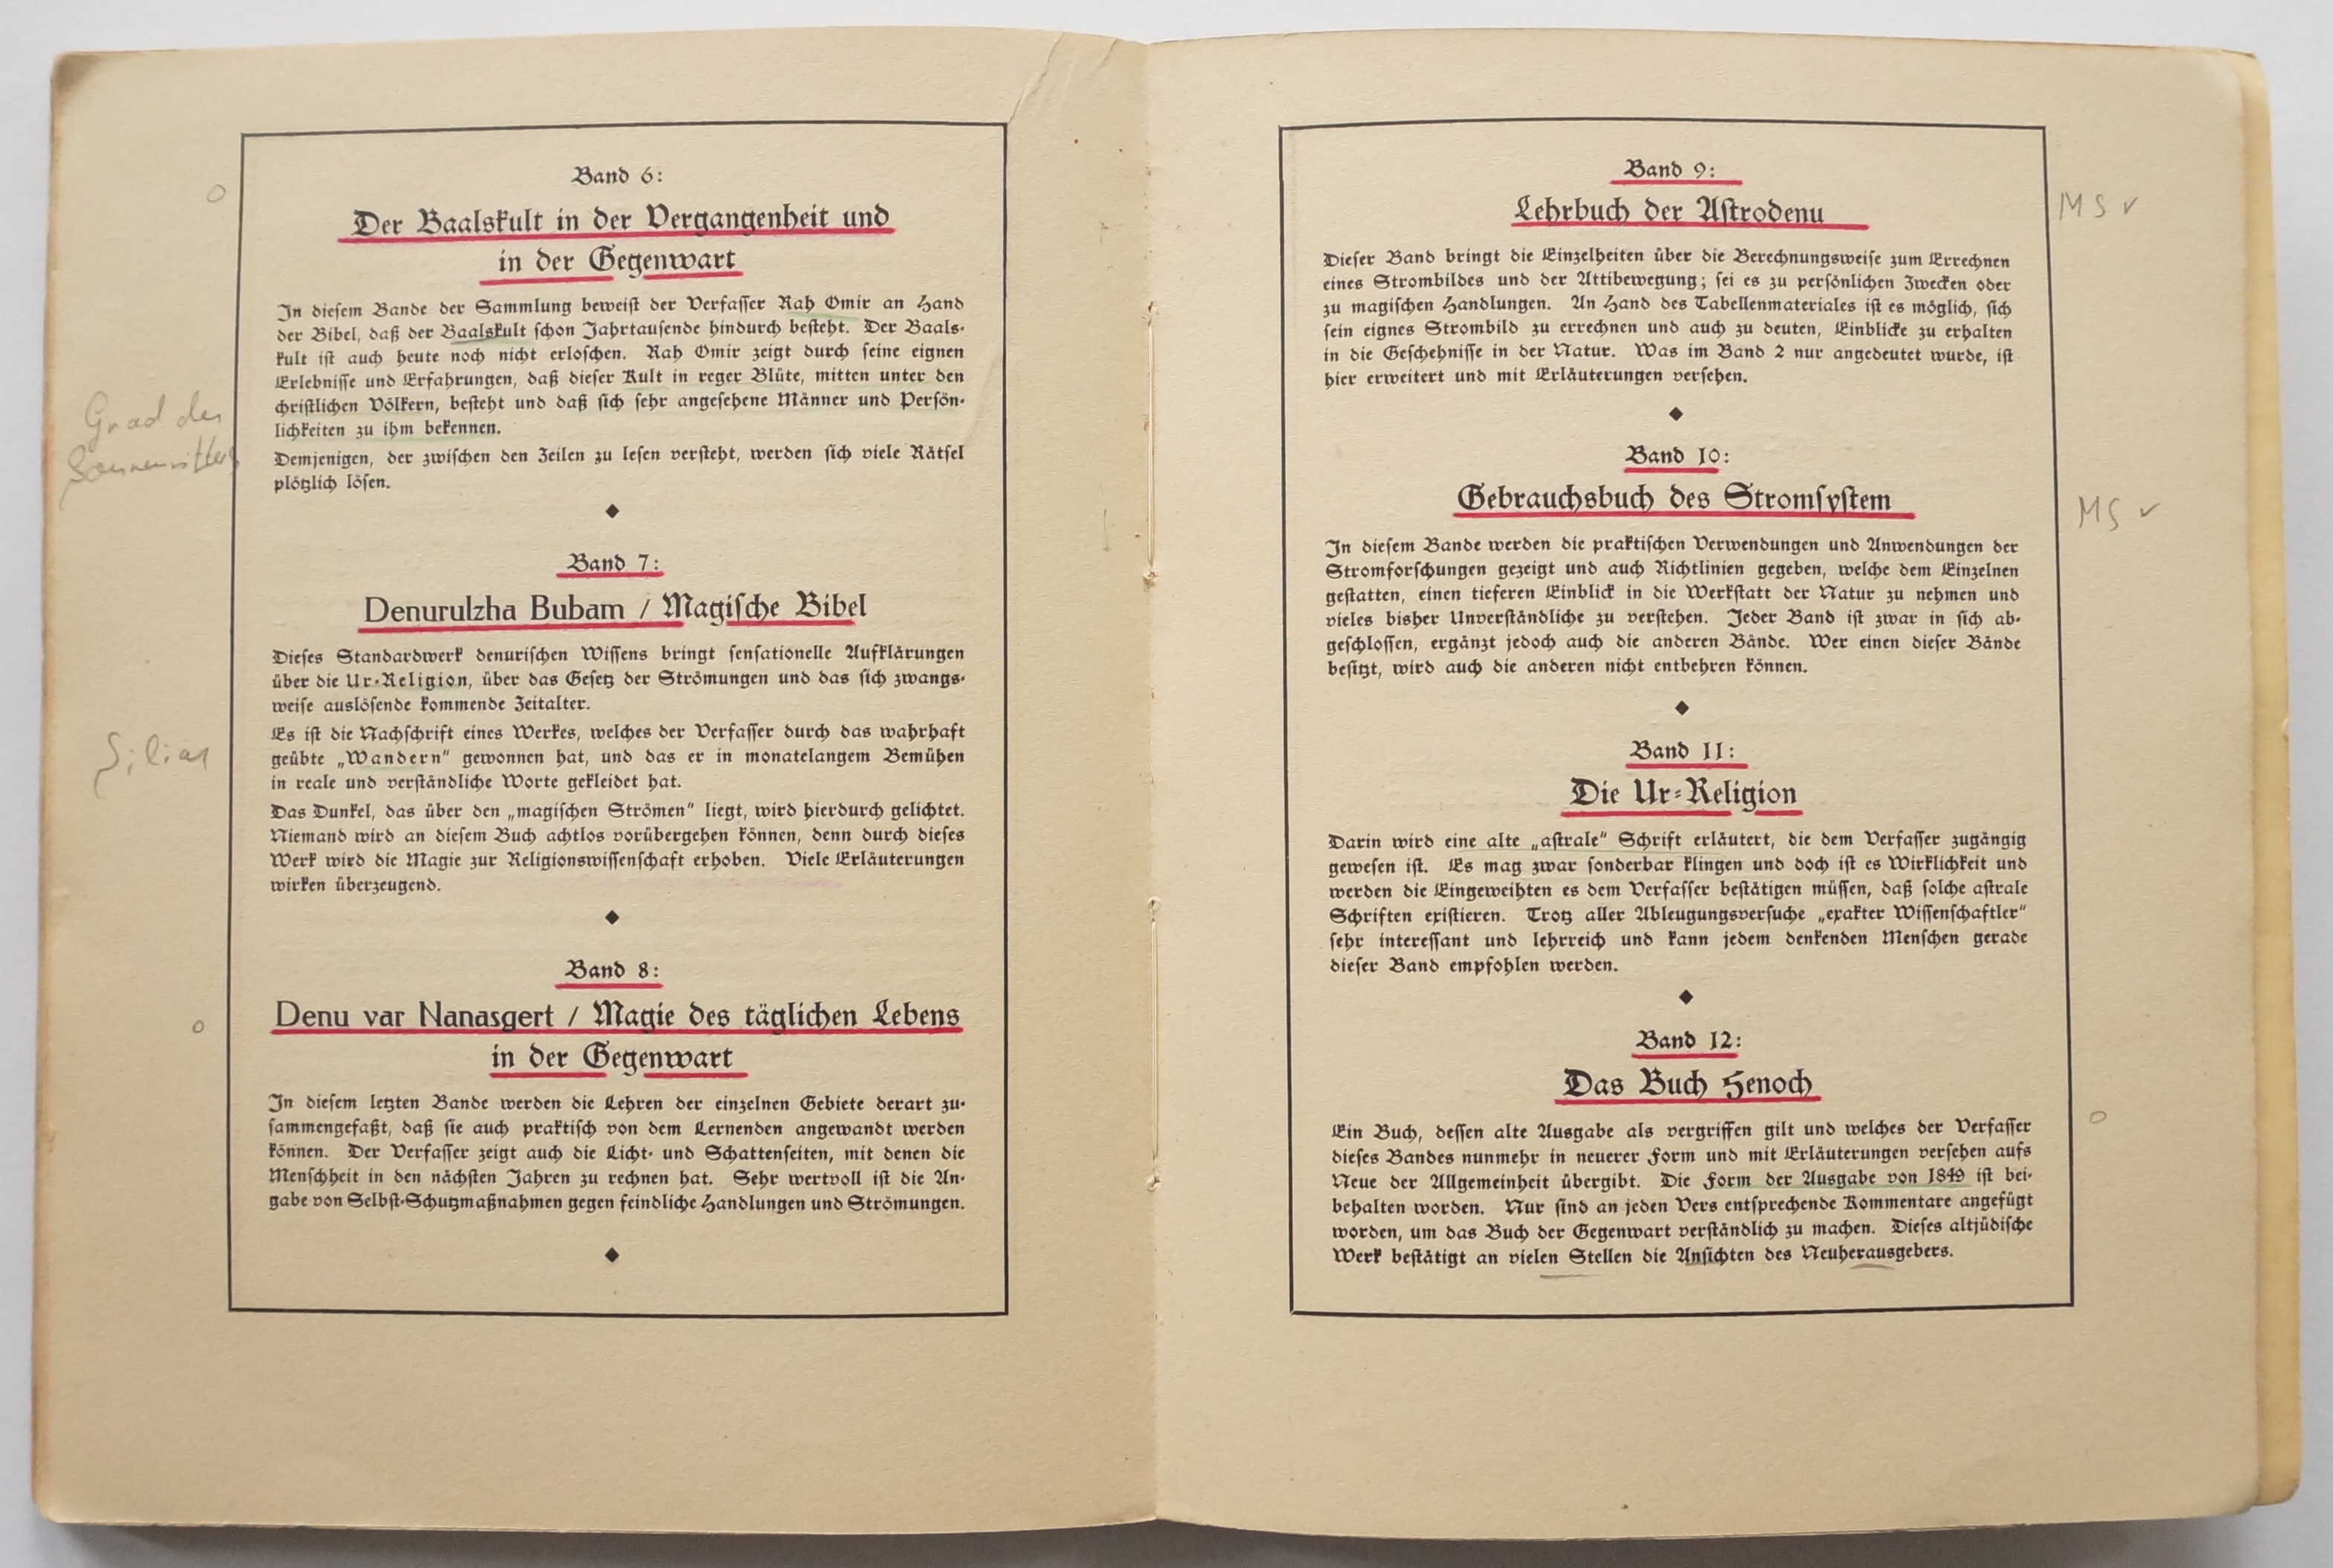 Band 6:
Der Baalskult in der Vergangenheit und
in der Gegenwart
In diesem Bande der Sammlung beweist der Verfasser Rah Omir an Hand
der Bibel, daß der Baalskult schon Jahrtausende hindurch besteht. Der Baals-
kult ist auch heute noch nicht erloschen. Rah Omir zeigt durch seine eignen
Erlebnisse und Erfahrungen, daß dieser Kult in reger Blüte, mitten unter den
christlichen Völkern, besteht und daß sich sehr angesehene Männer und Persön-
lichkeiten zu ihm bekennen.
Demjenigen, der zwischen den Zeilen zu lesen versteht, werden sich viele Rätsel
plötzlich lösen.
Grad des
Sonnenritters
Band 7:
Denurulzha Bubam / Magische Bibel
Dieses Standardwerk denurischen Wissens bringt sensationelle Aufklärungen
über die Ur-Religion, über das Gesetz der Strömungen und das sich zwangs-
weise auslösende kommende Zeitalter.
Es ist die Nachschrift eines Werkes, welches der Verfasser durch das wahrhaft
geübte „Wandern“ gewonnen hat, und das er in monatelangem Bemühen
in reale und verständliche Worte gekleidet hat.
Das Dunkel, das über den „magischen Strömen“ liegt, wird hierdurch gelichtet.
Niemand wird an diesem Buch achtlos vorübergehen können, denn durch dieses
Werk wird die Magie zur Religionswissenschaft erhoben. Viele Erläuterungen
wirken überzeugend.
Band 8:
Denu var Nanasgert / Magie des täglichen Lebens
in der Gegenwart
In diesem letzten Bande werden die Lehren der einzelnen Gebiete derart zu-
sammengefaßt, daß sie auch praktisch von dem Lernenden angewandt werden
können. Der Verfasser zeigt auch die Licht- und Schattenseiten, mit denen die
Menschheit in den nächsten Jahren zu rechnen hat. Sehr wertvoll ist die An-
gabe von Selbst-Schutzmaßnahmen gegen feindliche Handlungen und Strömungen.
Band 9:
Lehrbuch der Astrodenu
MS ✓
Dieser Band bringt die Einzelheiten über die Berechnungsweise zum Errechnen
eines Strombildes und der Attibewegung; sei es zu persönlichen Zwecken oder
zu magischen Handlungen. An Hand des Tabellenmateriales ist es möglich, sich
sein eignes Strombild zu errechnen und auch zu deuten, Einblicke zu erhalten
in die Geschehnisse in der Natur. Was im Band 2 nur angedeutet wurde, ist
hier erweitert und mit Erläuterungen versehen.
Band 10:
Gebrauchsbuch des Stromsystem
MS ✓
In diesem Bande werden die praktischen Verwendungen und Anwendungen der
Stromforschungen gezeigt und auch Richtlinien gegeben, welche dem Einzelnen
gestatten, einen tieferen Einblick in die Werkstatt der Natur zu nehmen und
vieles bisher Unverständliche zu verstehen. Jeder Band ist zwar in sich ab-
geschlossen, ergänzt jedoch auch die anderen Bände. Wer einen dieser Bände
besitzt, wird auch die anderen nicht entbehren können.
Band 11:
Die Ur-Religion
Darin wird eine alte „astrale“ Schrift erläutert, die dem Verfasser zugängig
gewesen ist. Es mag zwar sonderbar klingen und doch ist es Wirklichkeit und
werden die Eingeweihten es dem Verfasser bestätigen müssen, daß solche astrale
Schriften existieren. Trotz aller Ableugungsversuche „exakter Wissenschaftler“
sehr interessant und lehrreich und kann jedem denkenden Menschen gerade
dieser Band empfohlen werden.
Band 12:
Das Buch Henoch
Ein Buch, dessen alte Ausgabe als vergriffen gilt und welches der Verfasser
dieses Bandes nunmehr in neuerer Form und mit Erläuterungen versehen aufs
Neue der Allgemeinheit übergibt. Die Form der Ausgabe von 1849 ist bei-
behalten worden. Nur sind an jeden Vers entsprechende Kommentare angefügt
worden, um das Buch der Gegenwart verständlich zu machen. Dieses altjüdische
Werk bestätigt an vielen Stellen die Ansichten des Neuherausgebers.